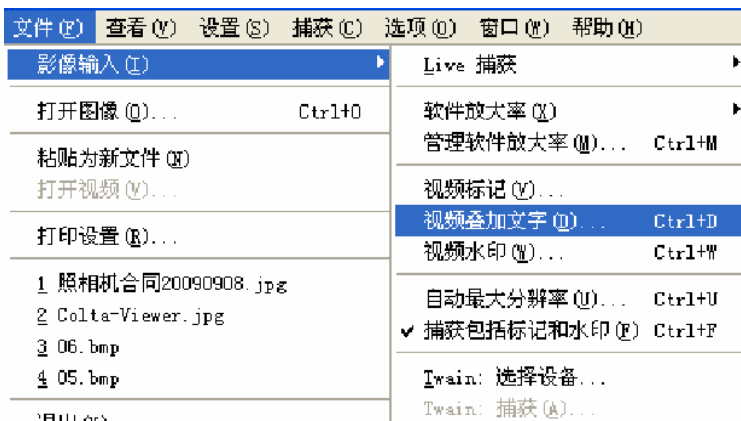 文件(F) 查看(V) 设置(S) 捕获(C) 选项(O) 窗口(W) 帮助(H)
影像输入(I)
打开图像(O)... Ctrl+O
粘贴为新文件(N)
打开视频(V)...
打印设置(R)...
1 照相机合同20090908.jpg
2 Colta-Viewer.jpg
3 06.bmp
4 05.bmp
Live 捕获
软件放大率(X)
管理软件放大率(M)... Ctrl+M
视频标记(V)...
视频叠加文字(D)... Ctrl+D
视频水印(W)... Ctrl+W
自动最大分辨率(U)... Ctrl+U
捕获包括标记和水印(F) Ctrl+F
Twain: 选择设备...
Twain: 捕获(A)...